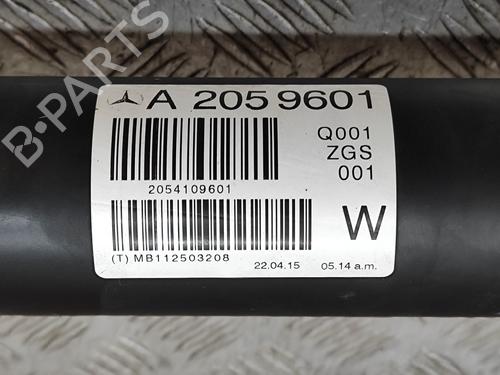 A 205 9601
Q001
ZGS
001
2054109601
W
(T) MB112503208
22.04.15 05.14 a.m.
B-PARTS